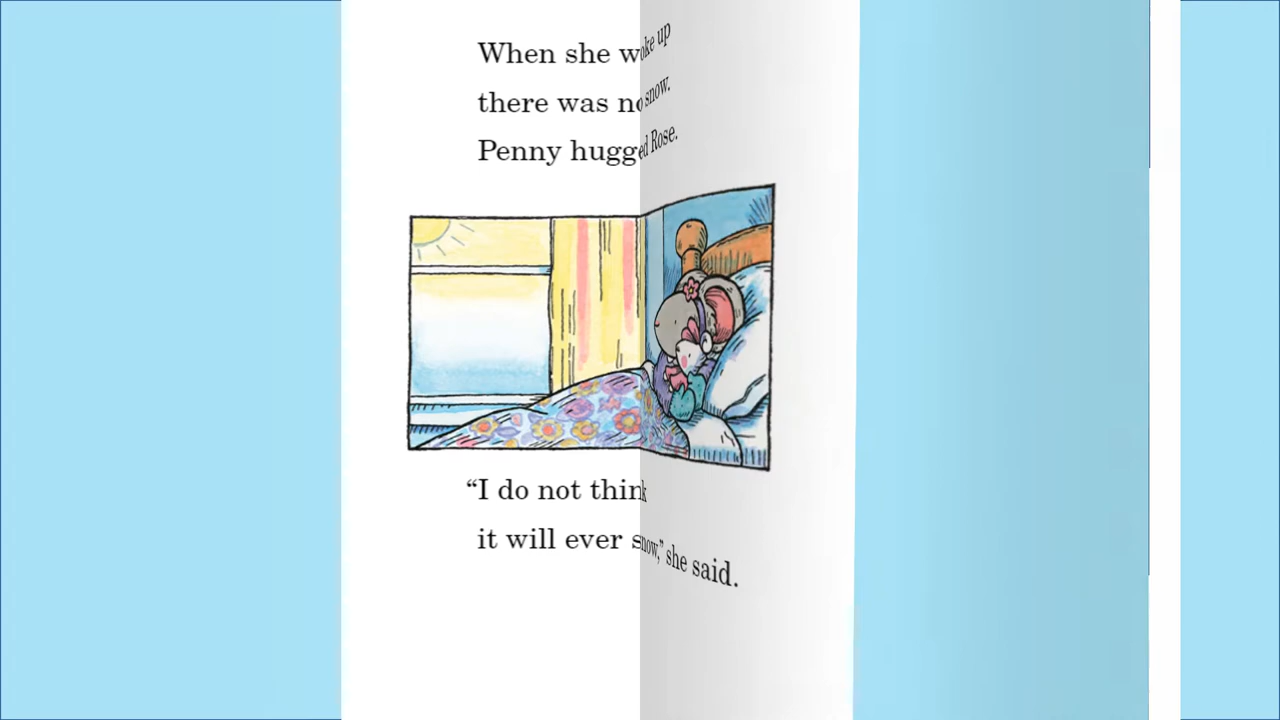 When she woke up
there was no snow.
Penny hugged Rose.
“I do not think
it will ever snow,” she said.